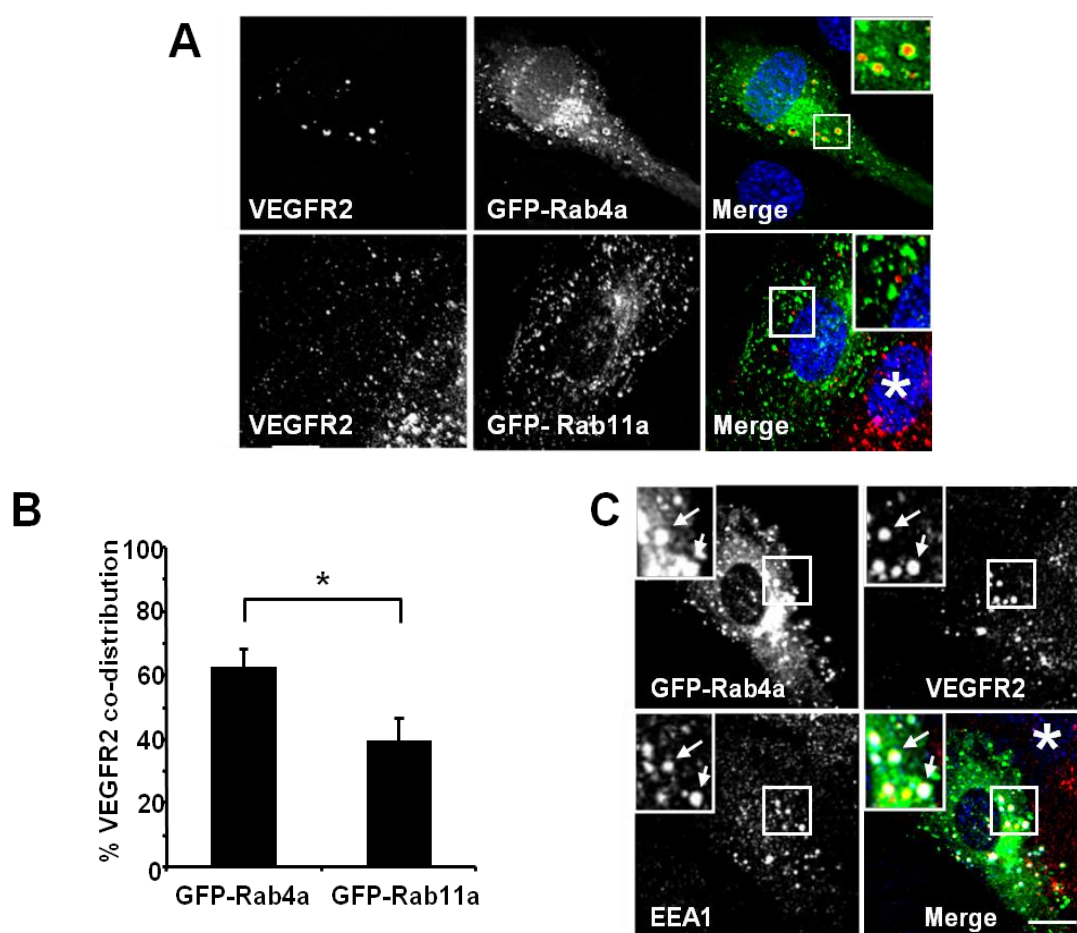 A
VEGFR2
GFP-Rab4a
Merge
VEGFR2
GFP- Rab11a
Merge
*
B
% VEGFR2 co-distribution
100
80
60
40
20
0
*
GFP-Rab4a
GFP-Rab11a
C
GFP-Rab4a
VEGFR2
EEA1
Merge
*